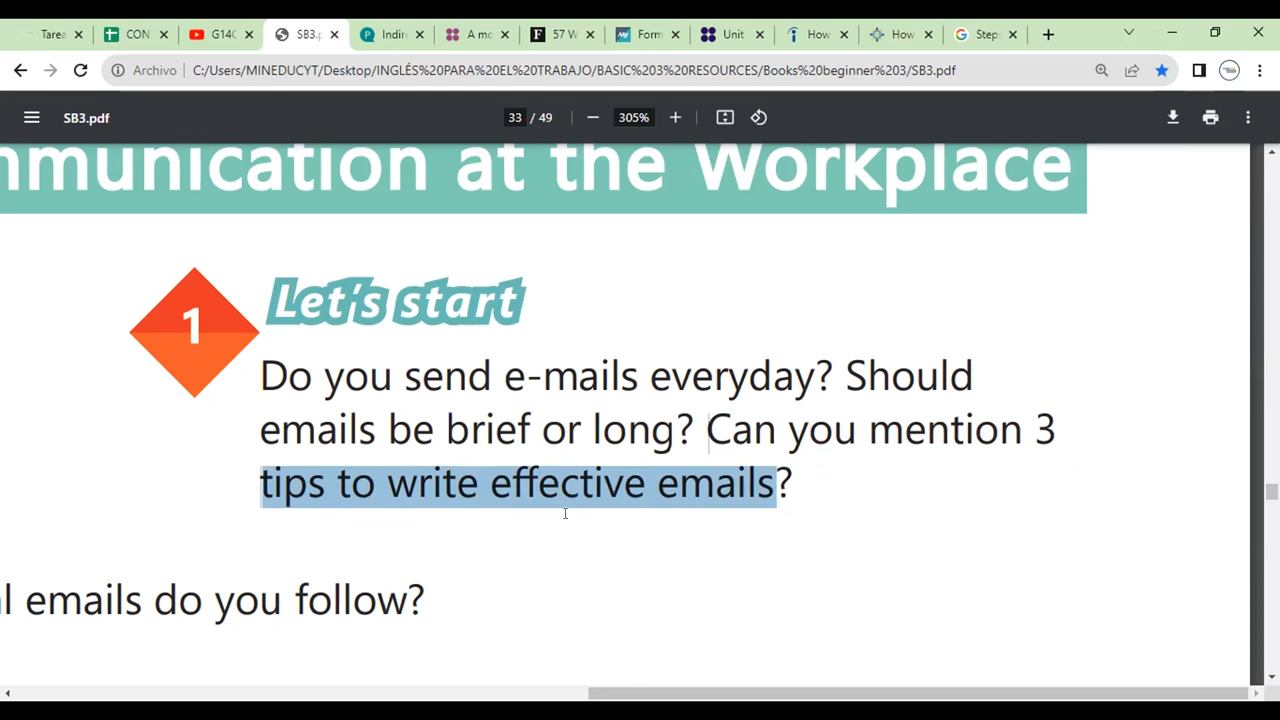 Tarea
CON
G140
SB3.p
Indire
A mo
57 W
Form
Unit
How
How
Step
Archivo
C:/Users/MINEDUCYT/Desktop/INGLÉS%20PARA%20EL%20TRABAJO/BASIC%203%20RESOURCES/Books%20beginner%203/SB3.pdf
SB3.pdf
33 / 49
305%
mmunication at the Workplace
1
Let's start
Do you send e-mails everyday? Should
emails be brief or long? Can you mention 3
tips to write effective emails?
l emails do you follow?